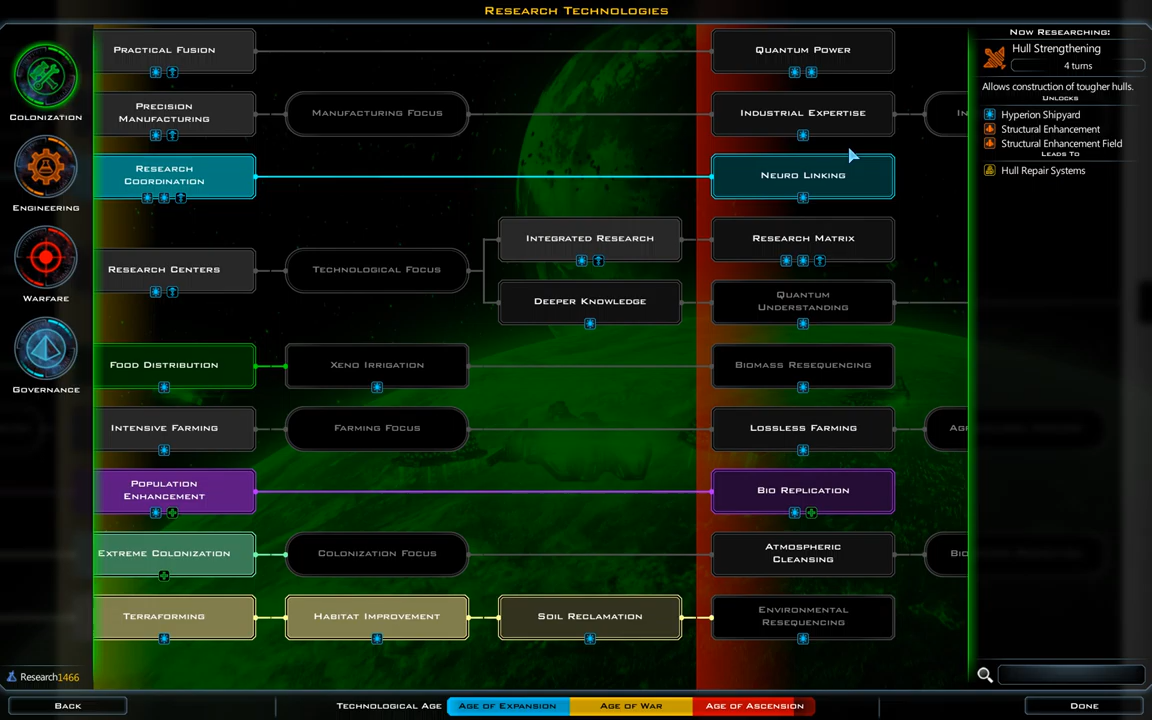 Research Technologies
Colonization
Engineering
Warfare
Governance
Practical Fusion
Quantum Power
Precision
Manufacturing
Manufacturing Focus
Industrial Expertise
In
Research
Coordination
Neuro Linking
Integrated Research
Research Matrix
Research Centers
Technological Focus
Deeper Knowledge
Quantum
Understanding
Food Distribution
Xeno Irrigation
Biomass Resequencing
Intensive Farming
Farming Focus
Lossless Farming
Population
Enhancement
Bio Replication
Extreme Colonization
Colonization Focus
Atmospheric
Cleansing
Terraforming
Habitat Improvement
Soil Reclamation
Environmental
Resequencing
Now Researching:
Hull Strengthening
4 turns
Allows construction of tougher hulls.
Unlocks
Hyperion Shipyard
Structural Enhancement
Structural Enhancement Field
Leads To
Hull Repair Systems
Research 1466
Back
Technological Age
Age of Expansion
Age of War
Age of Ascension
Done